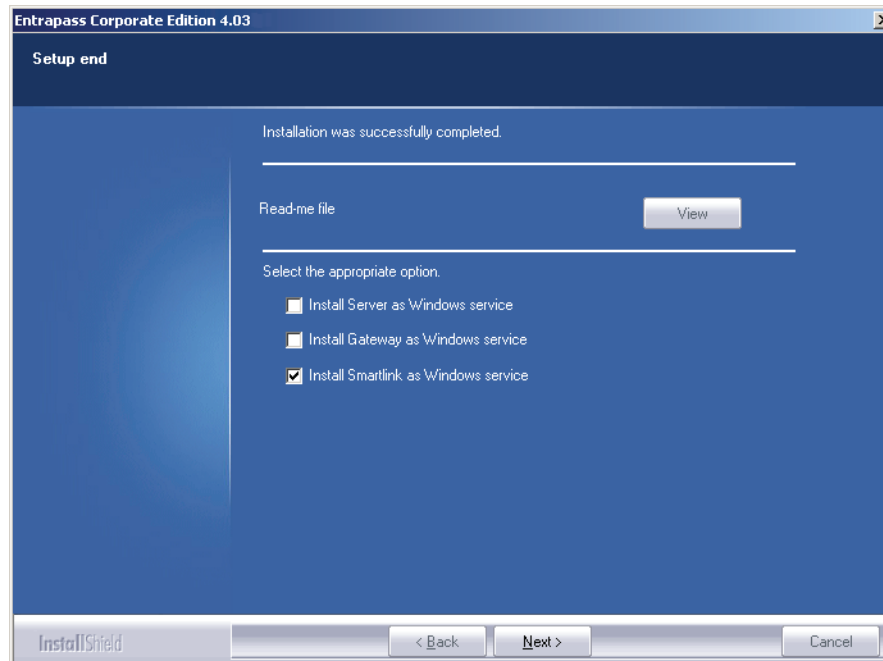 Entrapass Corporate Edition 4.03
Setup end
Installation was successfully completed.
Read-me file
View
Select the appropriate option.
Install Server as Windows service
Install Gateway as Windows service
Install Smartlink as Windows service
InstallShield
< Back
Next >
Cancel